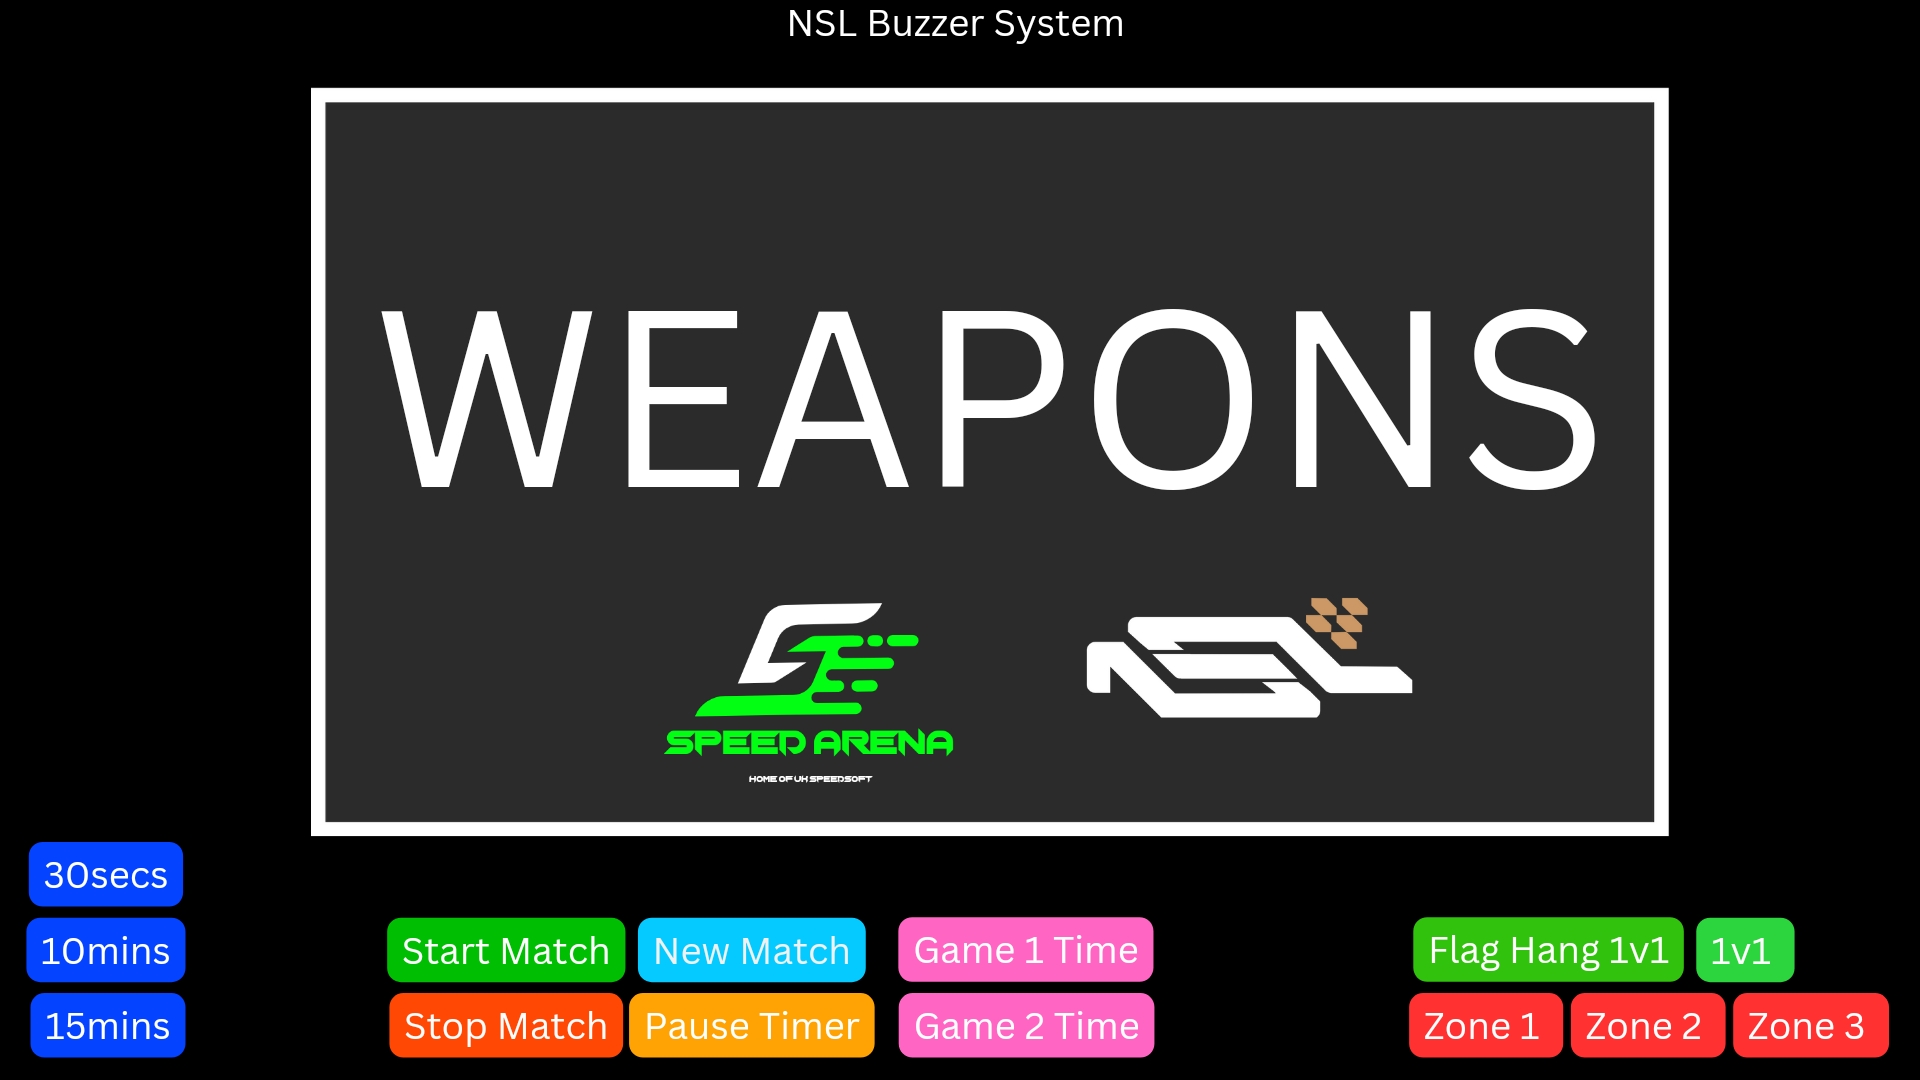 NSL Buzzer System
WEAPONS
NSL
SPEED ARENA
HOME OF UK SPEEDSOFT
30secs
10mins
15mins
Start Match
New Match
Game 1 Time
Stop Match
Pause Timer
Game 2 Time
Flag Hang 1v1
1v1
Zone 1
Zone 2
Zone 3